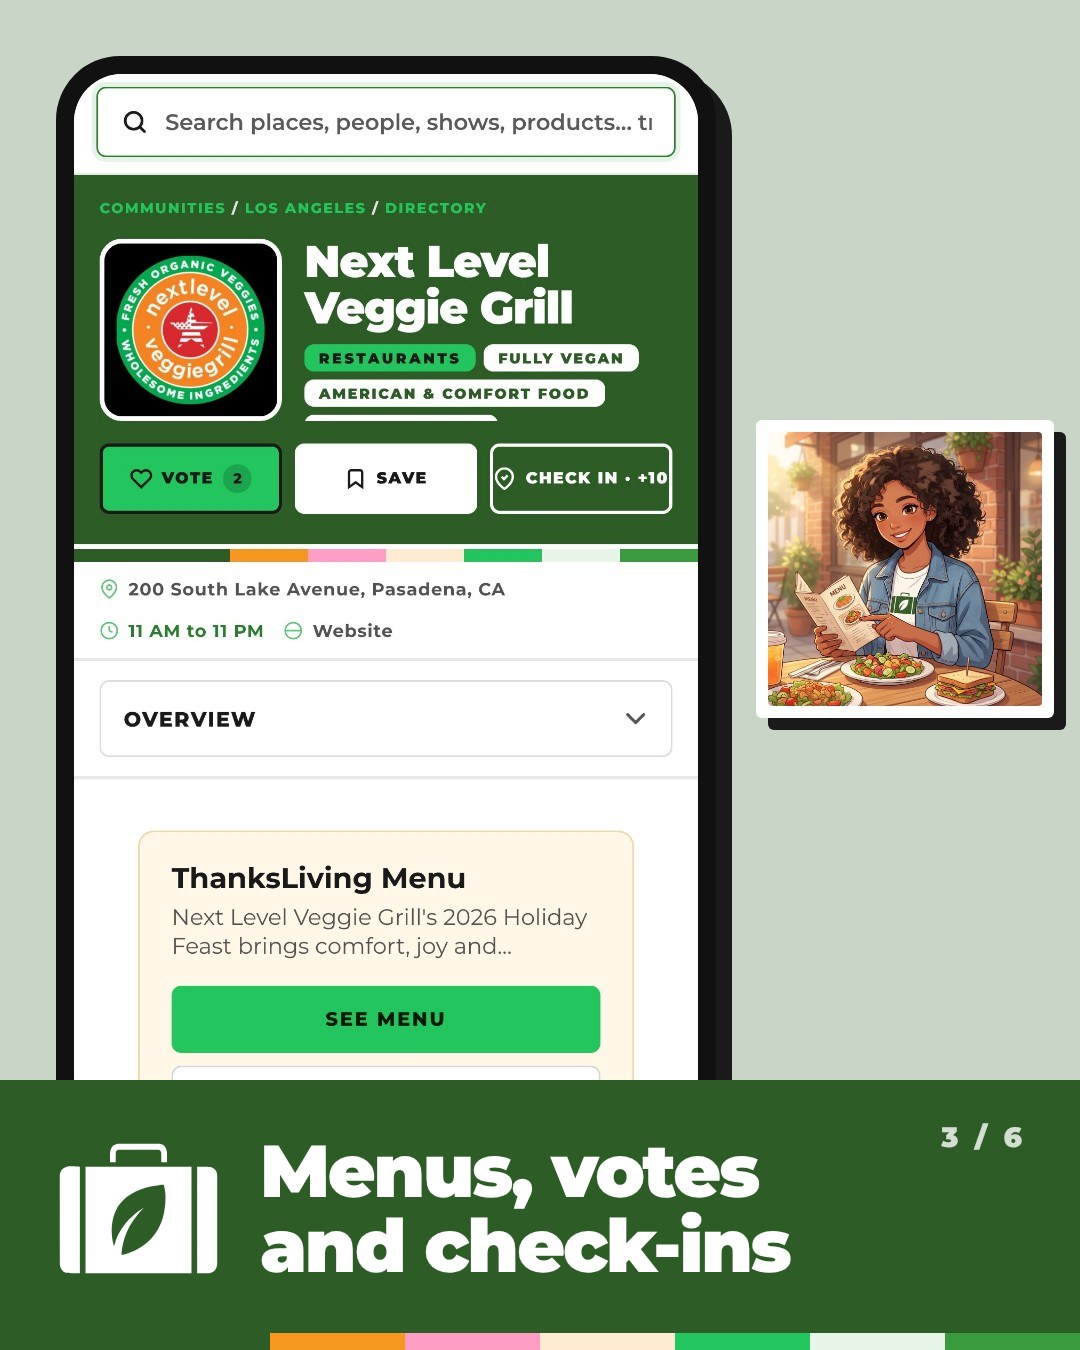 Search places, people, shows, products... tr
COMMUNITIES / LOS ANGELES / DIRECTORY
FRESH ORGANIC VEGGIES
nextlevel
veggiegrill
WHOLESOME INGREDIENTS
Next Level
Veggie Grill
RESTAURANTS FULLY VEGAN
AMERICAN & COMFORT FOOD
VOTE 2 SAVE CHECK IN · +10
200 South Lake Avenue, Pasadena, CA
11 AM to 11 PM Website
OVERVIEW
MENU
ThanksLiving Menu
Next Level Veggie Grill's 2026 Holiday
Feast brings comfort, joy and...
SEE MENU
3 / 6
Menus, votes
and check-ins